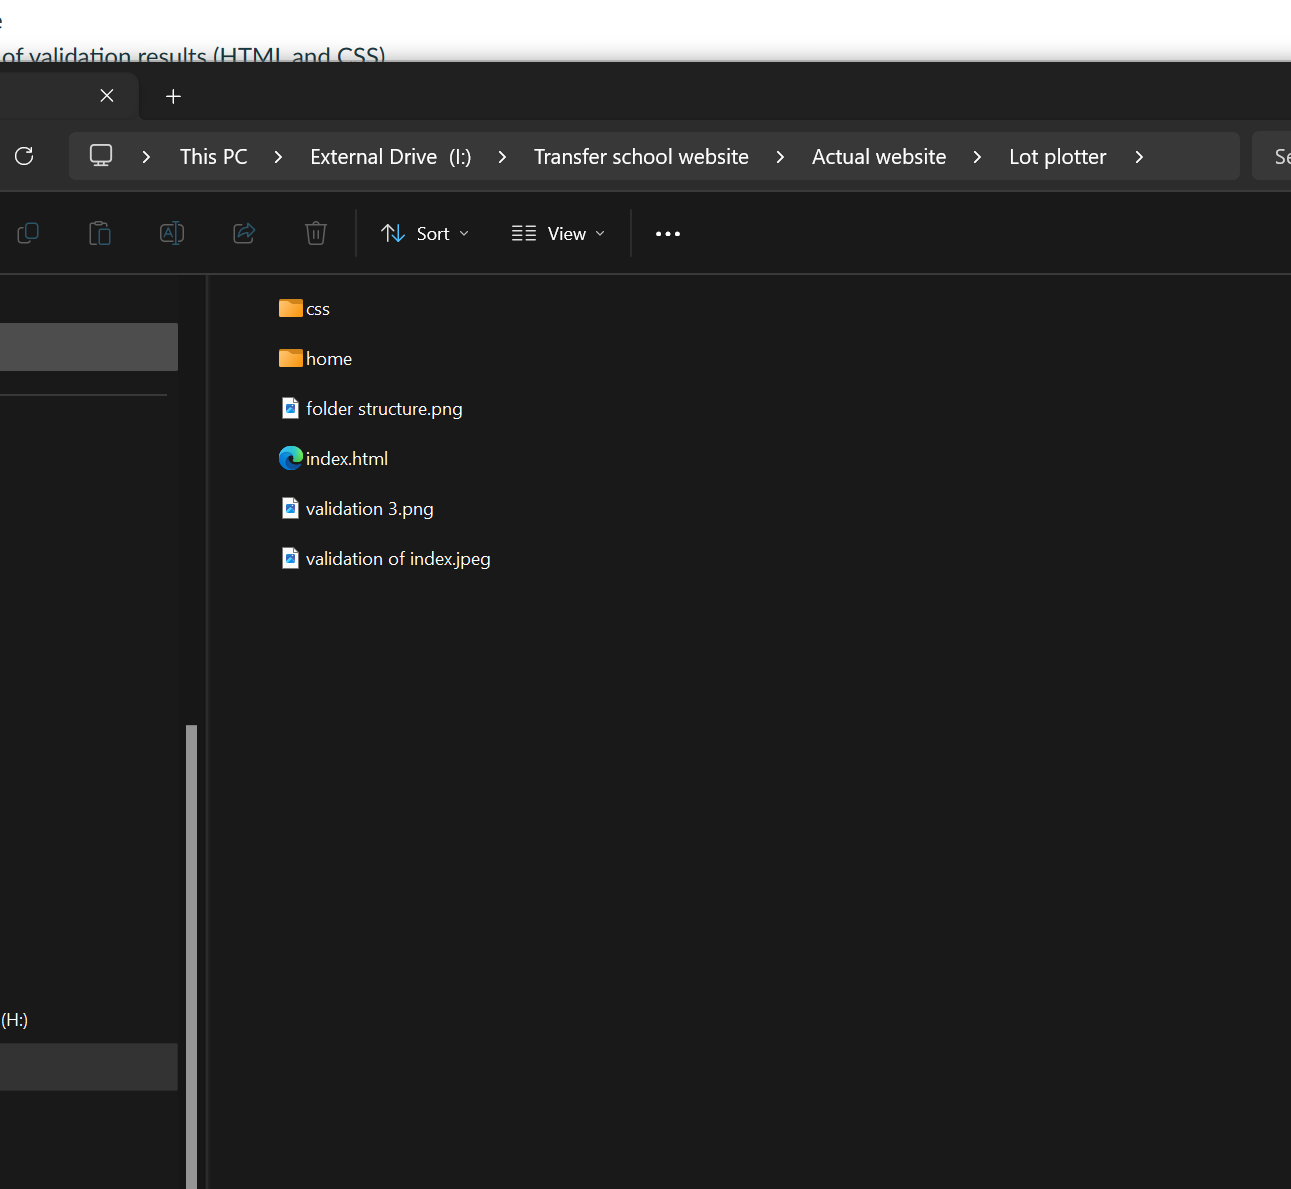 e
of validation results (HTML and CSS)
This PC > External Drive (I:) > Transfer school website > Actual website > Lot plotter >
Sort
View
css
home
folder structure.png
index.html
validation 3.png
validation of index.jpeg
(H:)